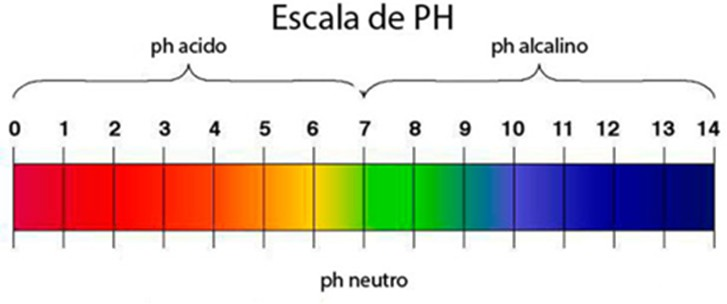 Escala de PH
ph acido ph alcalino
0 1 2 3 4 5 6 7 8 9 10 11 12 13 14
ph neutro